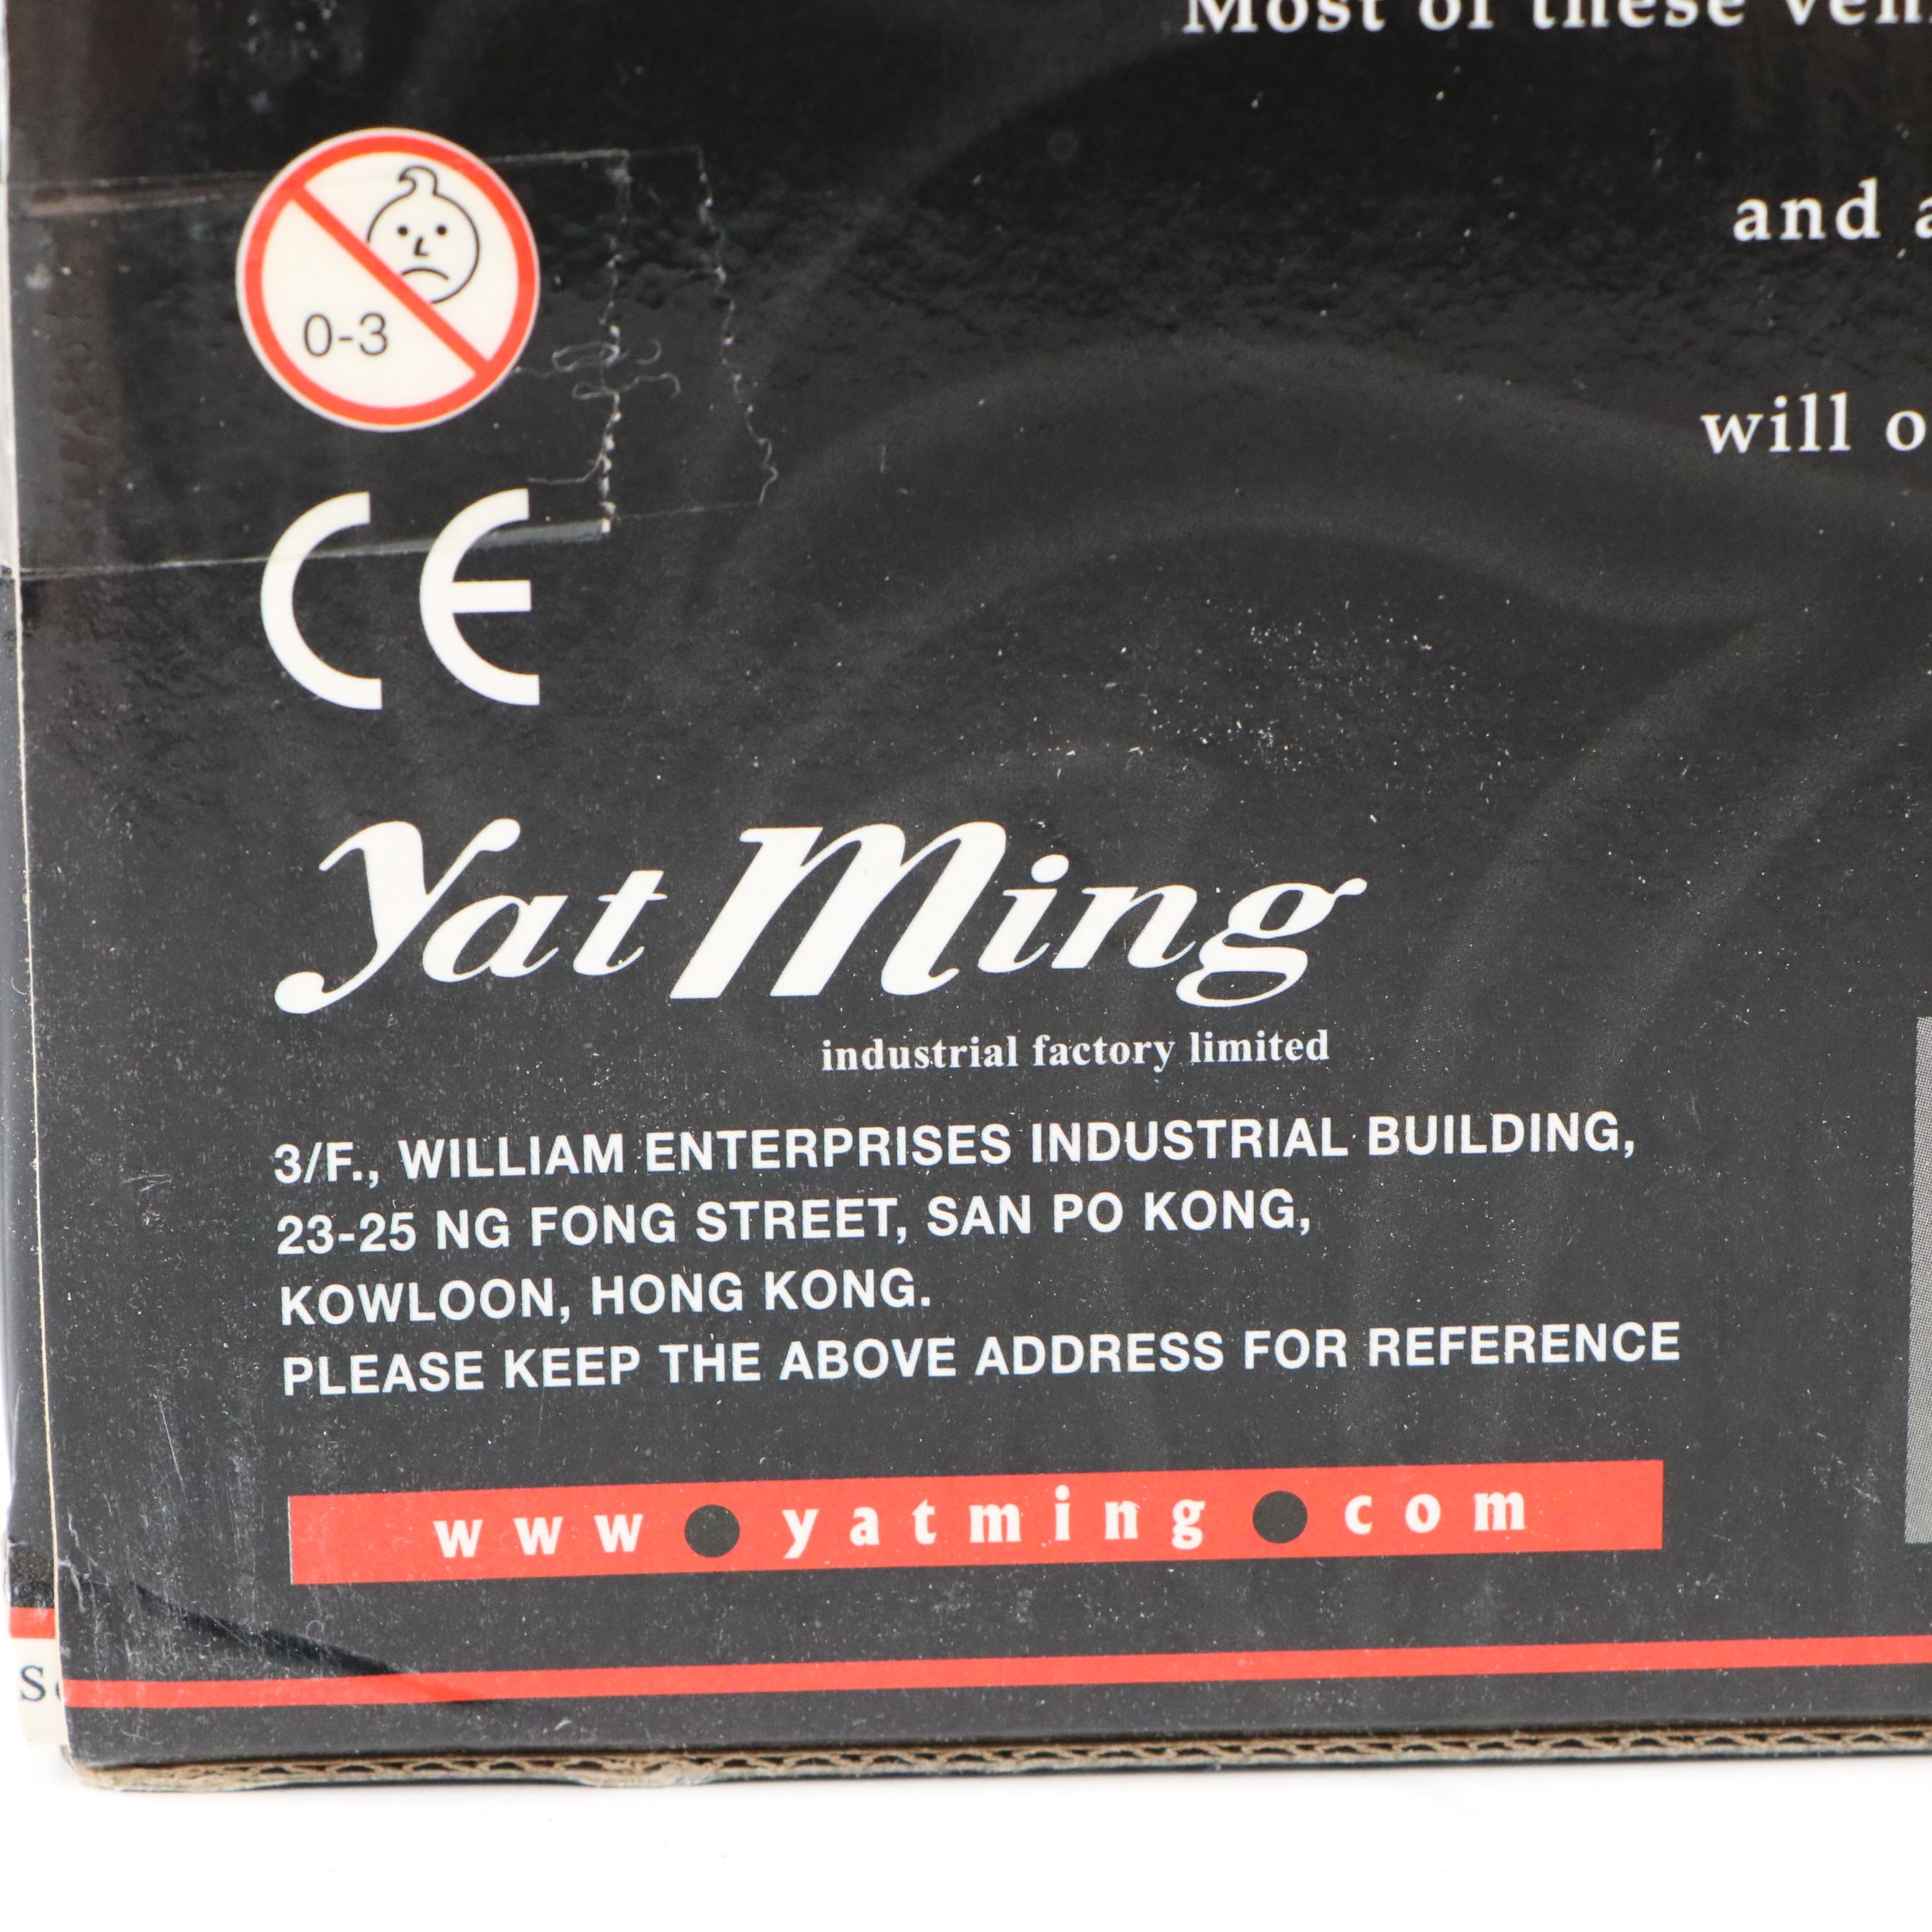 Most of these
and
0-3
will
CE
Yat Ming
industrial factory limited
3/F., WILLIAM ENTERPRISES INDUSTRIAL BUILDING,
23-25 NG FONG STREET, SAN PO KONG,
KOWLOON, HONG KONG.
PLEASE KEEP THE ABOVE ADDRESS FOR REFERENCE
www●yatming●com